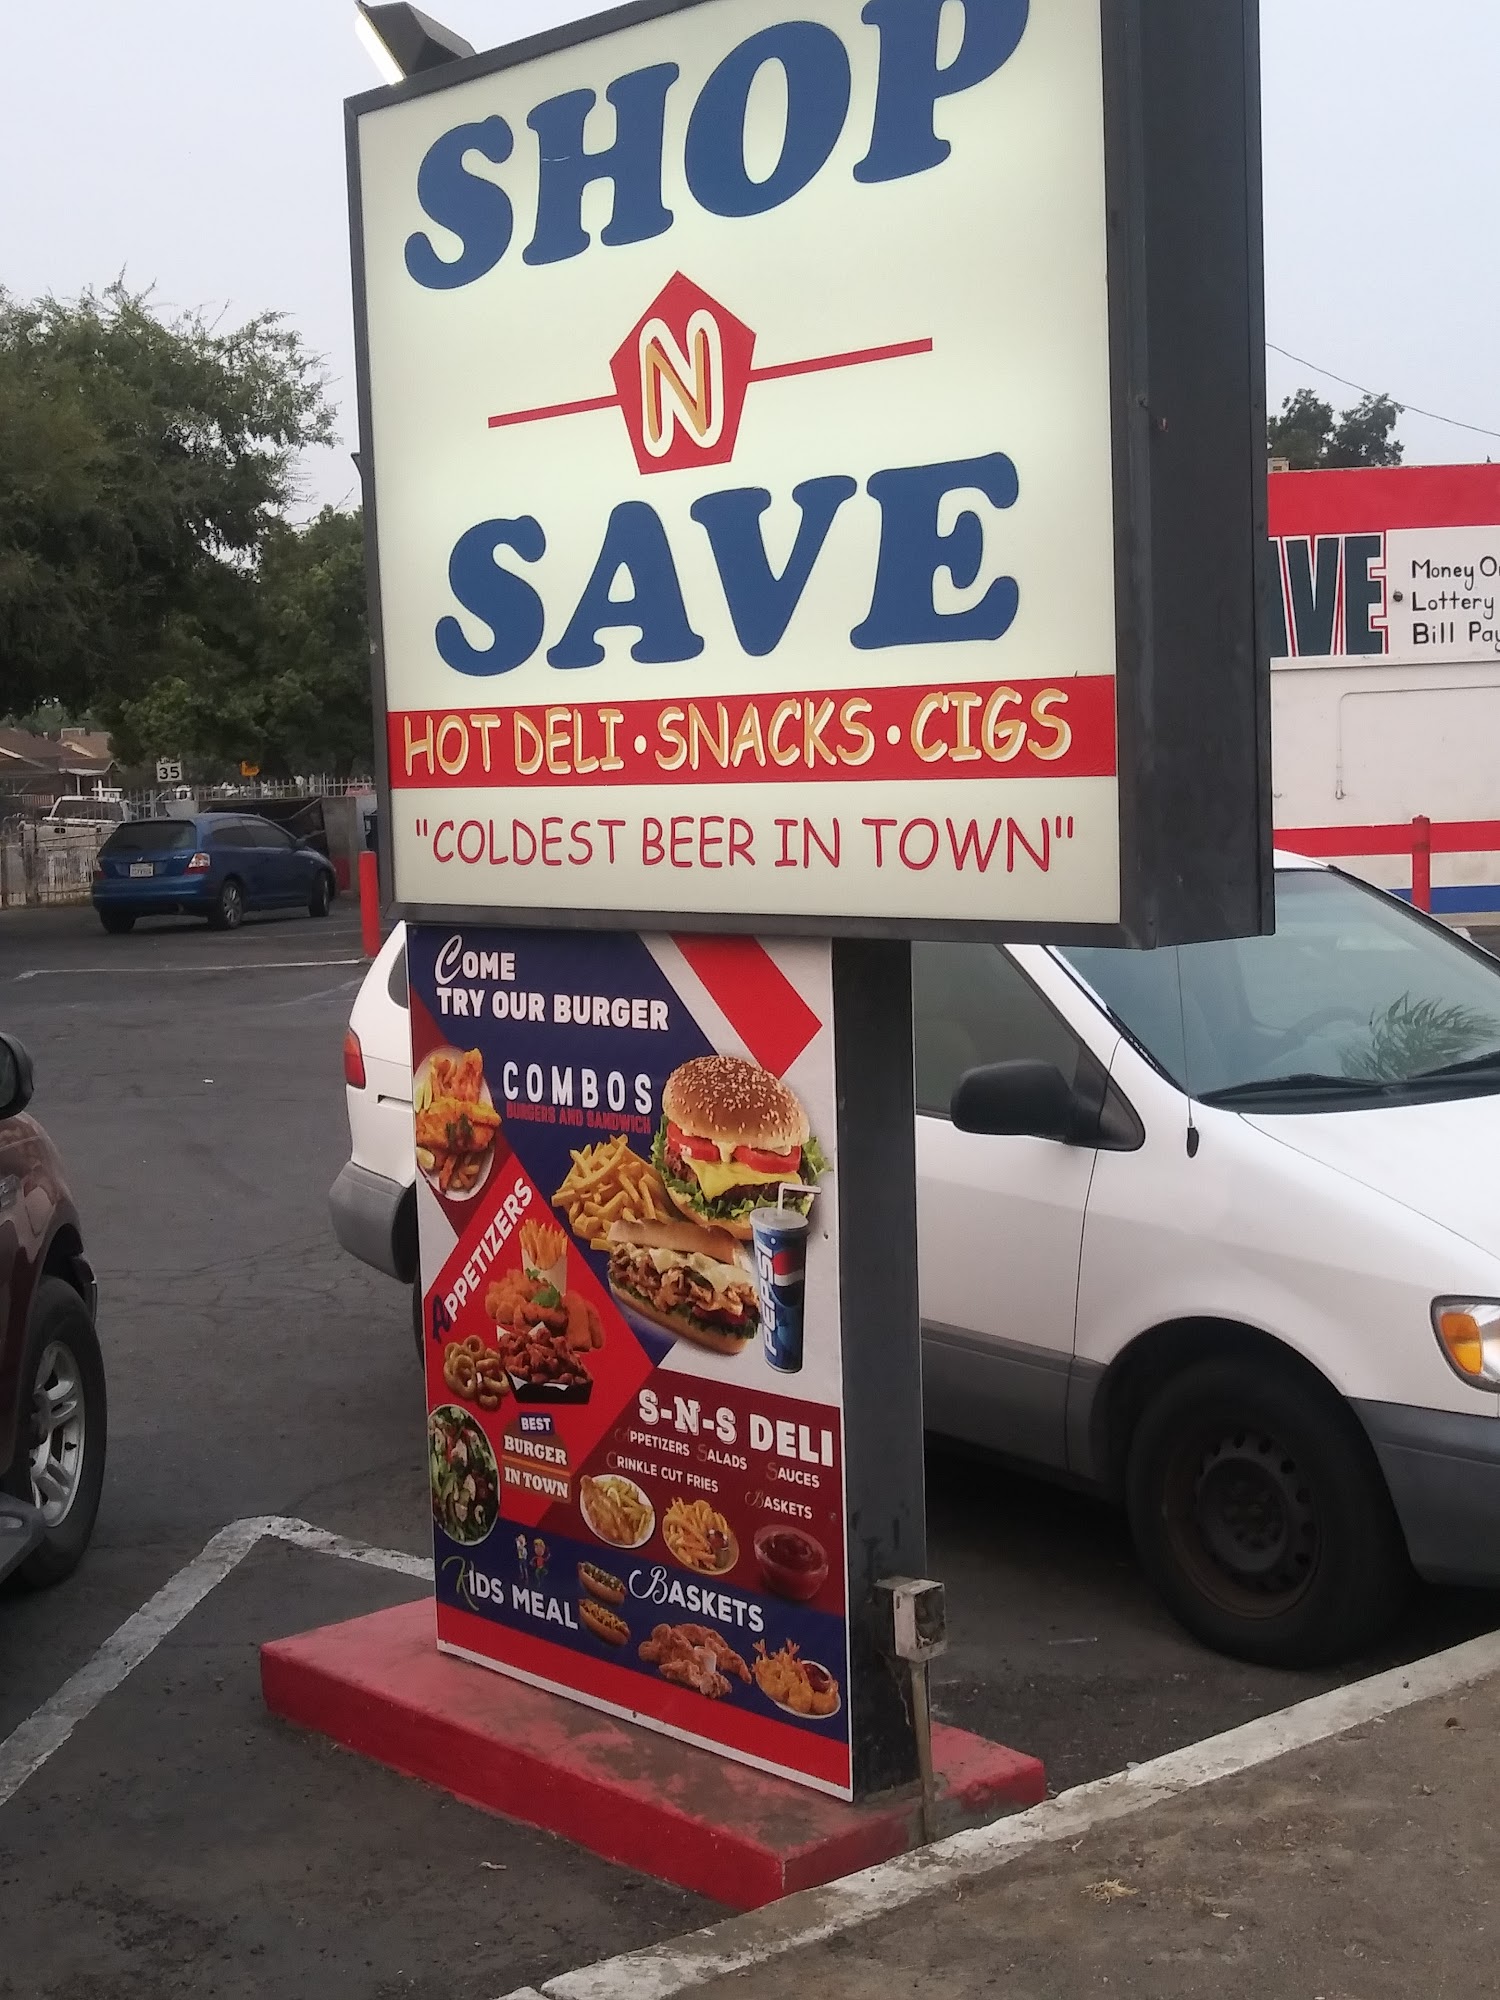 SHOP
N
SAVE
HOT DELI • SNACKS • CIGS
"COLDEST BEER IN TOWN"
COME
TRY OUR BURGER
COMBOS
BURGERS AND SANDWICH
APPETIZERS
PEPSI
BEST
BURGER
IN TOWN
S-N-S DELI
APPETIZERS SALADS SAUCES
CRINKLE CUT FRIES BASKETS
KIDS MEAL
BASKETS
35
AVE
Money O
Lottery
Bill Pay